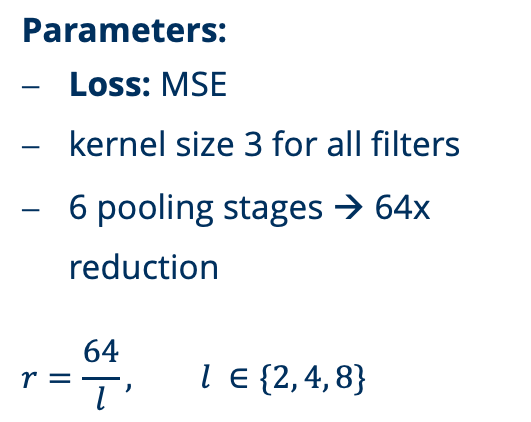 Parameters:
– Loss: MSE
– kernel size 3 for all filters
– 6 pooling stages → 64x
reduction
r = 64/l, l ∈ {2, 4, 8}